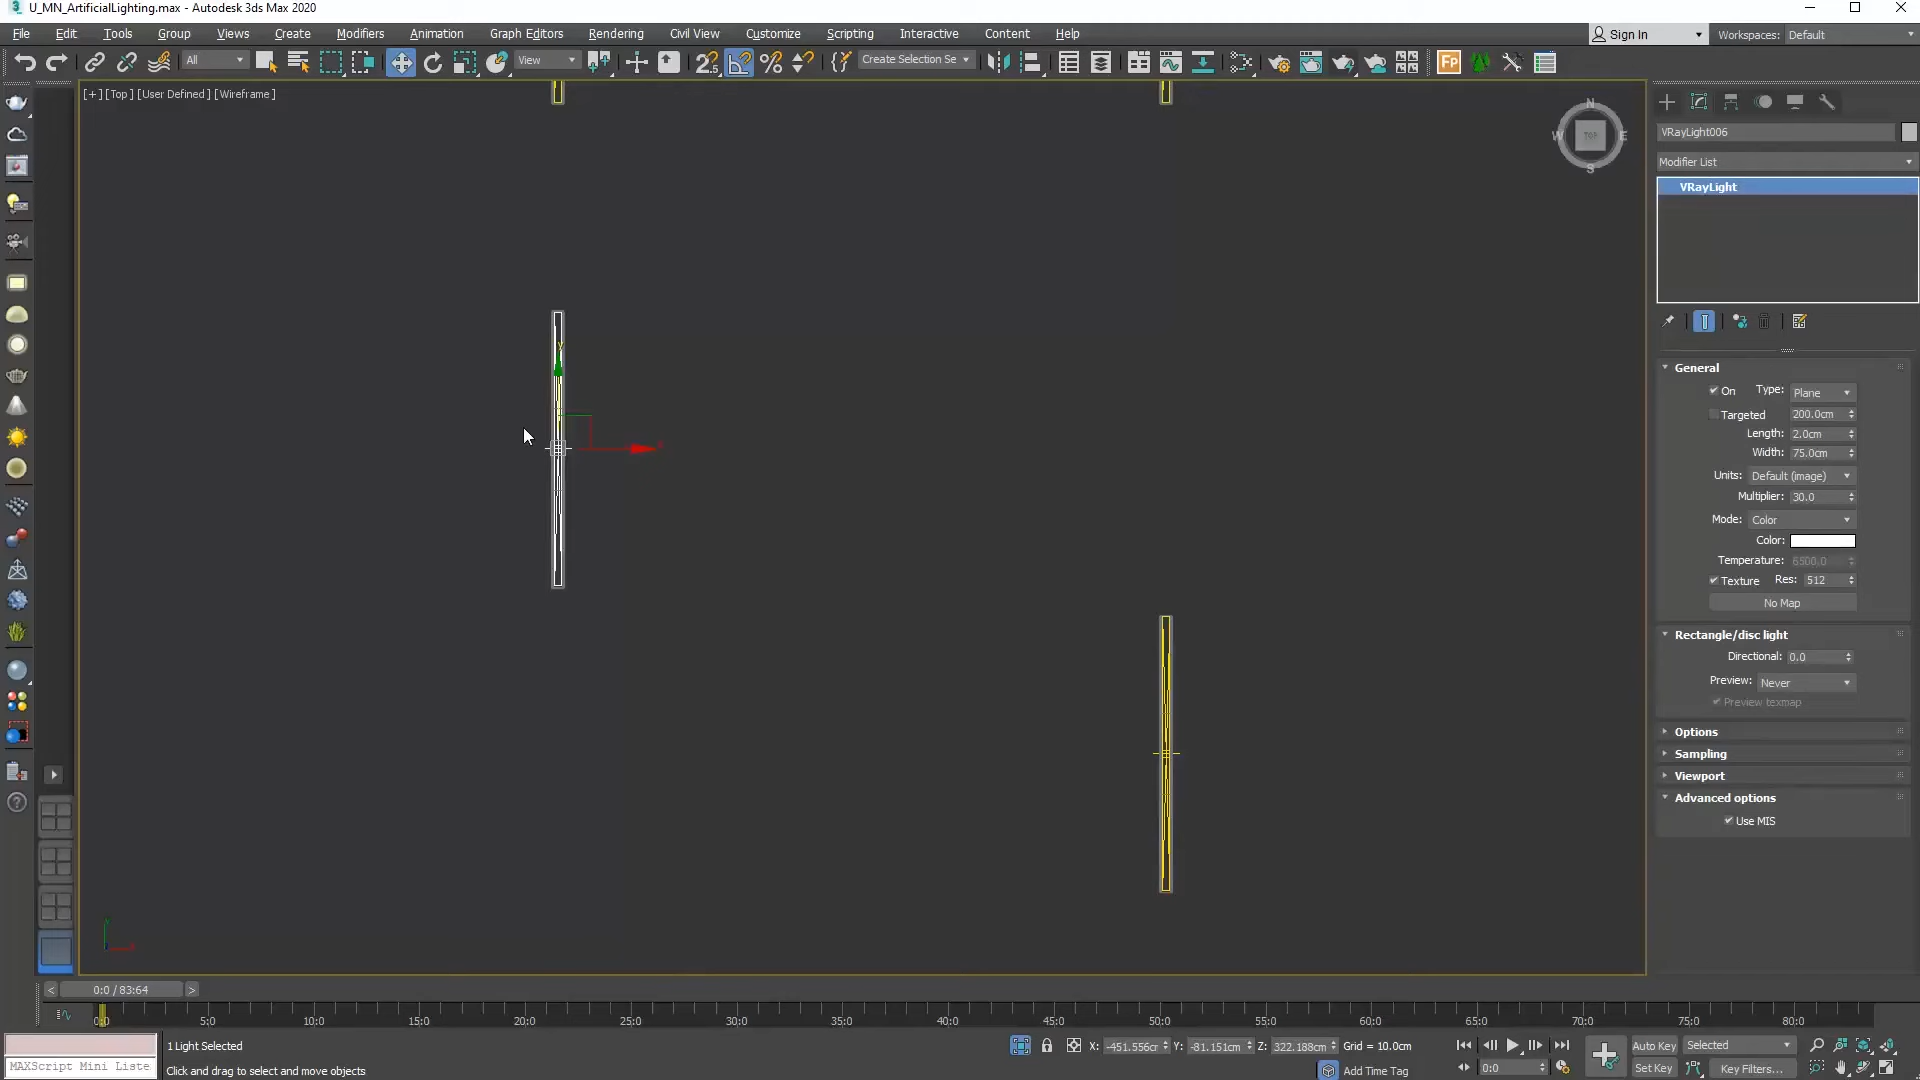 U_MN_ArtificialLighting.max - Autodesk 3ds Max 2020
File Edit Tools Group Views Create Modifiers Animation Graph Editors Rendering Civil View Customize Scripting Interactive Content Help
Sign In
Workspaces: Default
All
View
Create Selection Se
Fp
[+] [Top] [User Defined] [Wireframe]
N
W TOP E
S
y
VRayLight006
Modifier List
VRayLight
General
On Type: Plane
Targeted 200.0cm
Length: 2.0cm
Width: 75.0cm
Units: Default (image)
Multiplier: 30.0
Mode: Color
Color:
Temperature: 6500.0
Texture Res: 512
No Map
Rectangle/disc light
Directional: 0.0
Preview: Never
Preview texmap
Options
Sampling
Viewport
Advanced options
Use MIS
< 0:0 / 83:64 >
0:0 5:0 10:0 15:0 20:0 25:0 30:0 35:0 40:0 45:0 50:0 55:0 60:0 65:0 70:0 75:0 80:0
1 Light Selected
X: -451.556cr Y: -81.151cm Z: 322.188cm Grid = 10.0cm
Auto Key Selected
MAXScript Mini Liste
Click and drag to select and move objects
Add Time Tag
0:0
Set Key Key Filters...